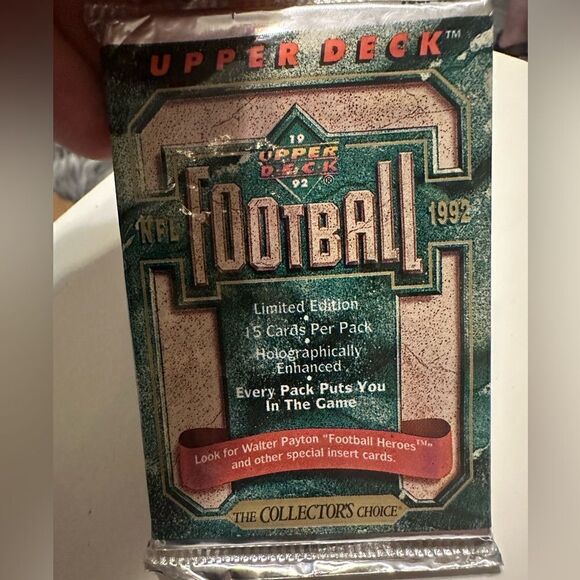 UPPER DECK™
19
UPPER
DECK®
92
NFL FOOTBALL 1992
Limited Edition
15 Cards Per Pack
Holographically
Enhanced
Every Pack Puts You
In The Game
Look for Walter Payton "Football Heroes"™
and other special insert cards.
THE COLLECTOR'S CHOICE